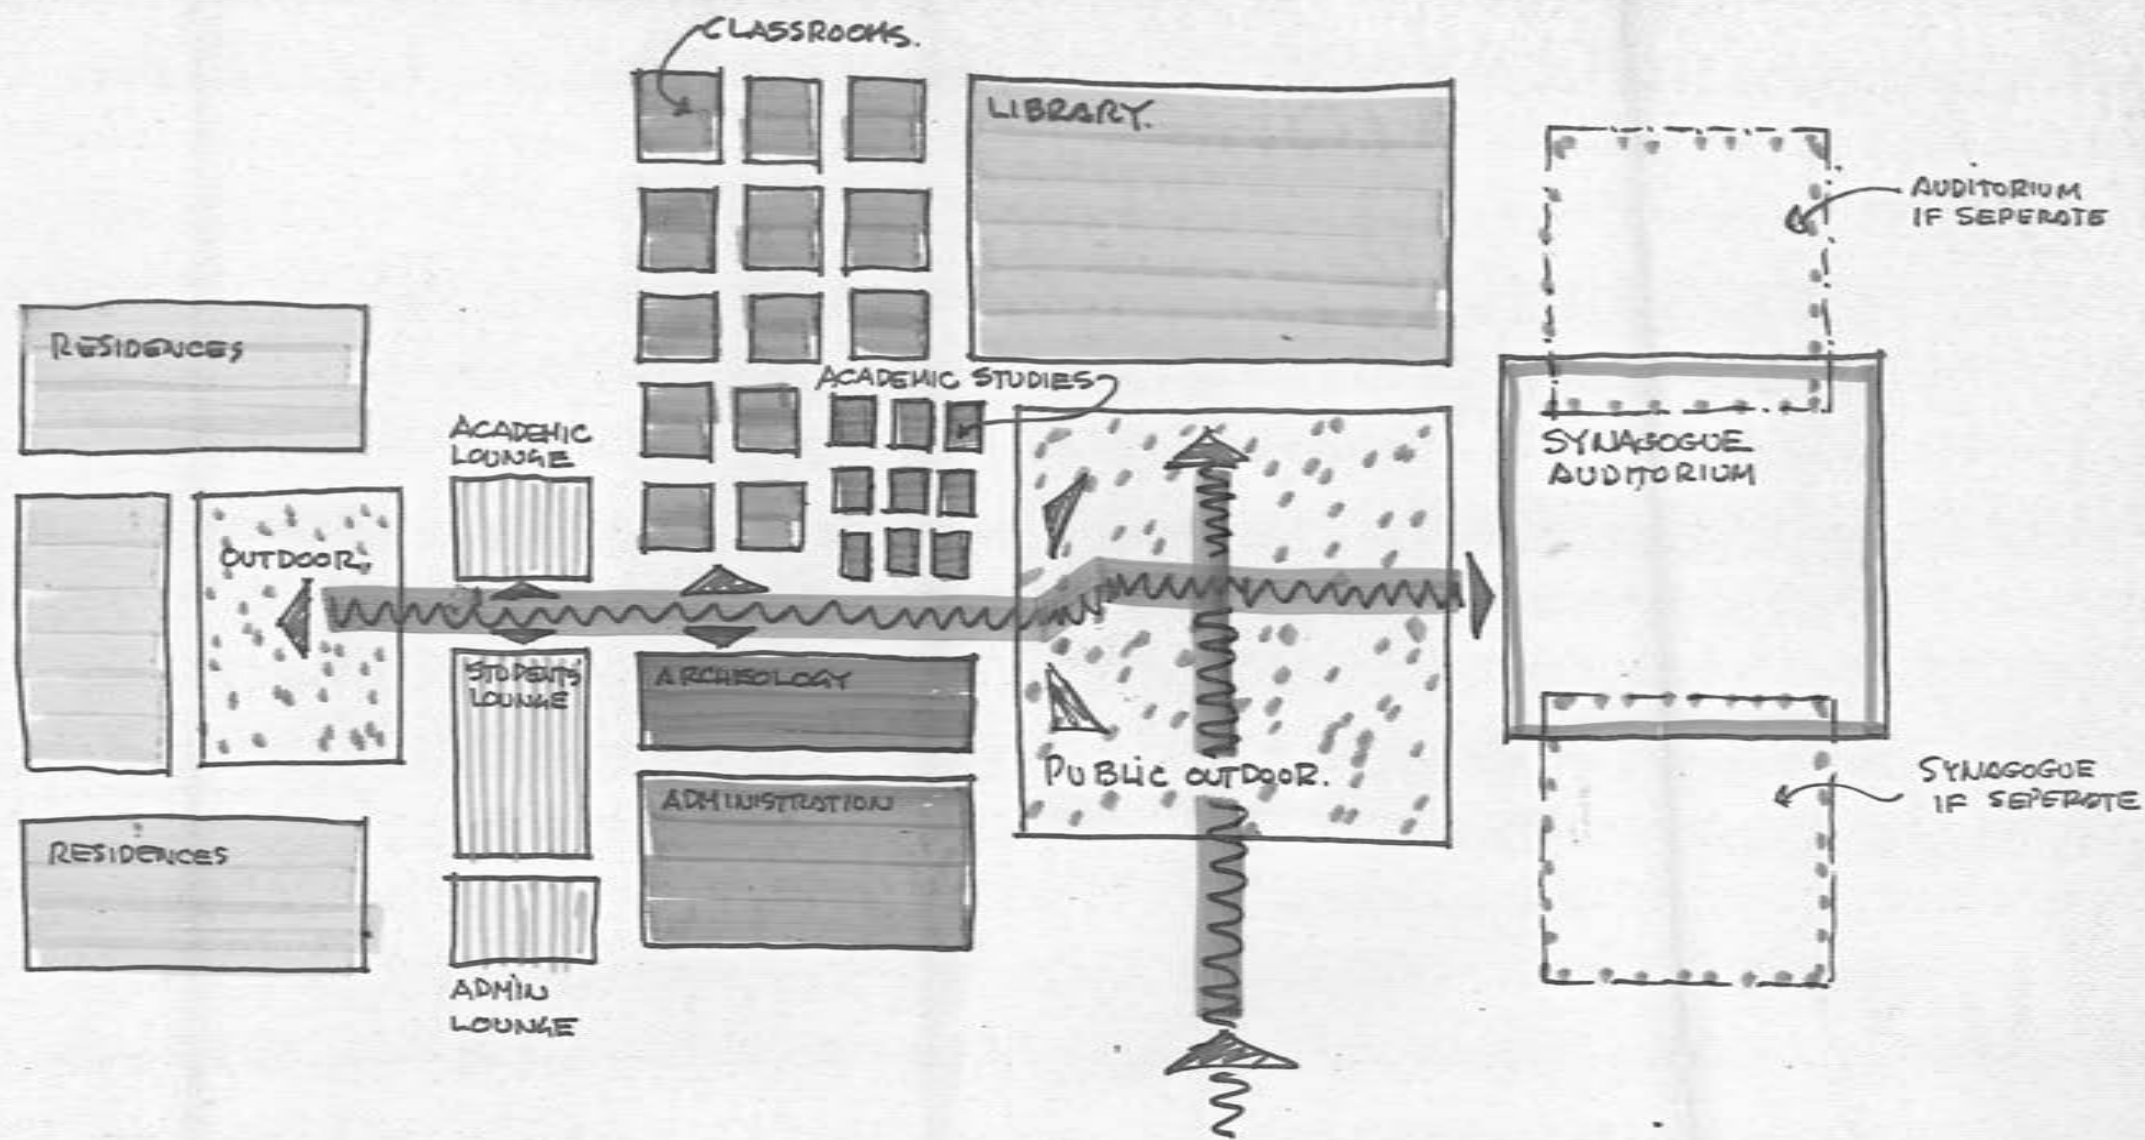 CLASSROOMS.
LIBRARY.
AUDITORIUM
IF SEPEROTE
RESIDENCES
ACADEMIC STUDIES
ACADEMIC
LOUNGE
SYNAGOGUE
AUDITORIUM
OUTDOOR.
STUDENTS
LOUNGE
ARCHEOLOGY
PUBLIC OUTDOOR.
ADMINISTRATION
SYNAGOGUE
IF SEPEROTE
RESIDENCES
ADMIN
LOUNGE